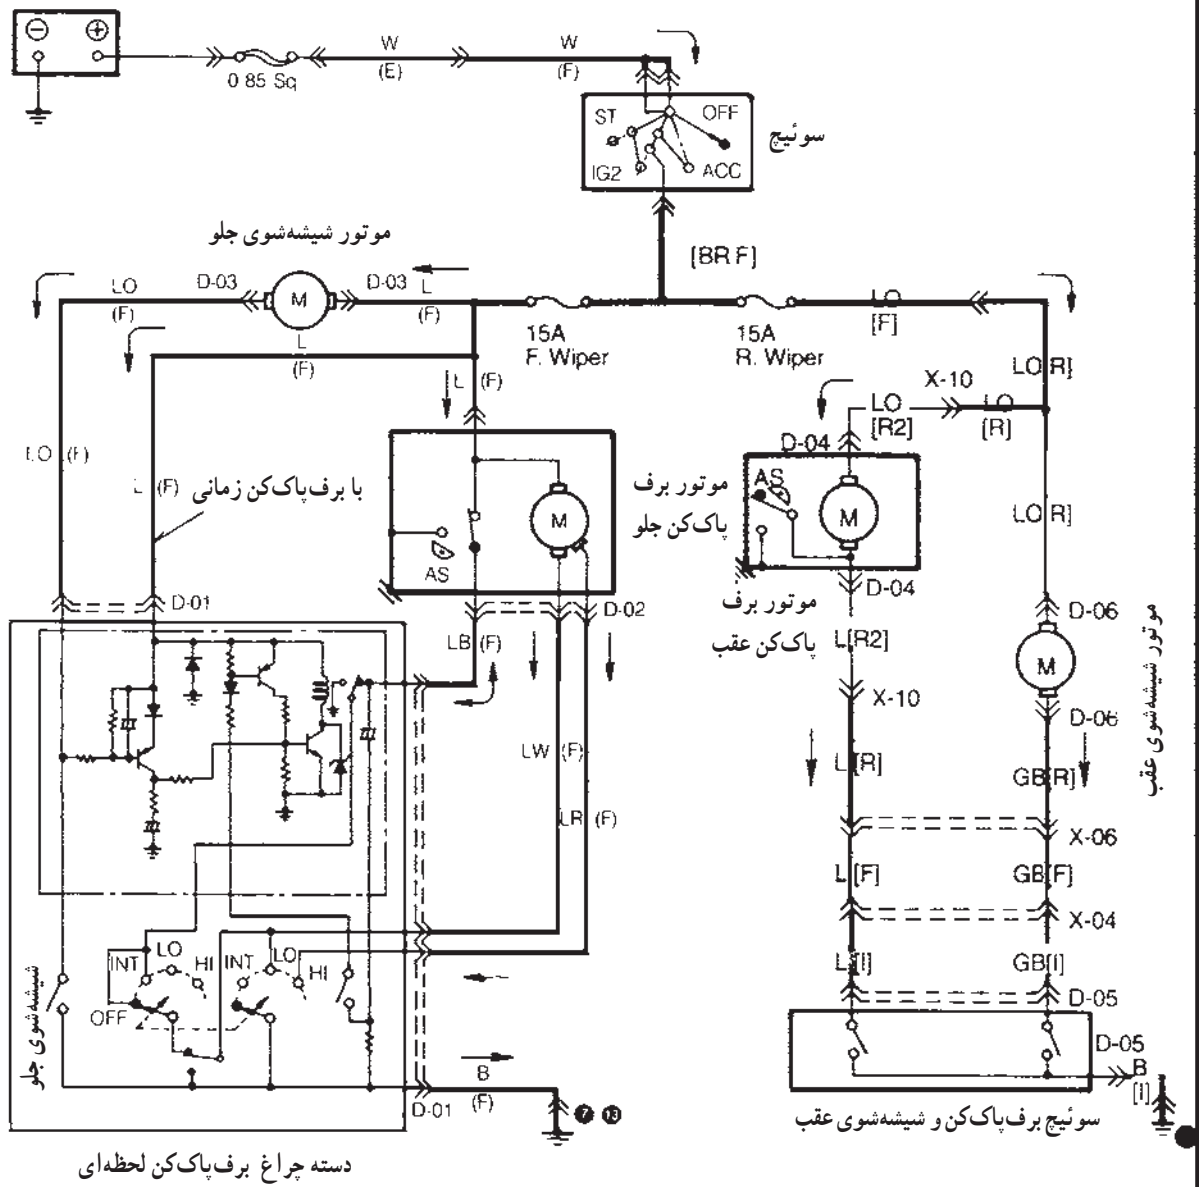 W
W
(E)
(F)
0.85 Sq
ST
OFF
IG2
ACC
سوئیچ
[BR F]
موتور شیشه‌شوی جلو
LO
(F)
D-03
M
D-03
L
(F)
L
(F)
15A
F. Wiper
15A
R. Wiper
LO
[F]
LO[R]
X-10
LO
[R2]
LO
[R]
L (F)
LO (F)
L (F)
با برف‌پاک‌کن زمانی
M
AS
موتور برف
پاک‌کن جلو
D-04
AS
M
LO[R]
D-04
D-01
D-02
موتور برف
پاک‌کن عقب
D-06
M
D-06
موتور شیشه‌شوی عقب
LB (F)
L[R2]
X-10
LW (F)
LR (F)
L[R]
GB[R]
X-06
L[F]
GB[F]
X-04
L[I]
GB[I]
D-05
INT
LO
HI
INT
LO
HI
OFF
شیشه‌شوی جلو
D-05
B
[I]
B
(F)
D-01
7 13
سوئیچ برف‌پاک‌کن و شیشه‌شوی عقب
دسته چراغ برف‌پاک‌کن لحظه‌ای